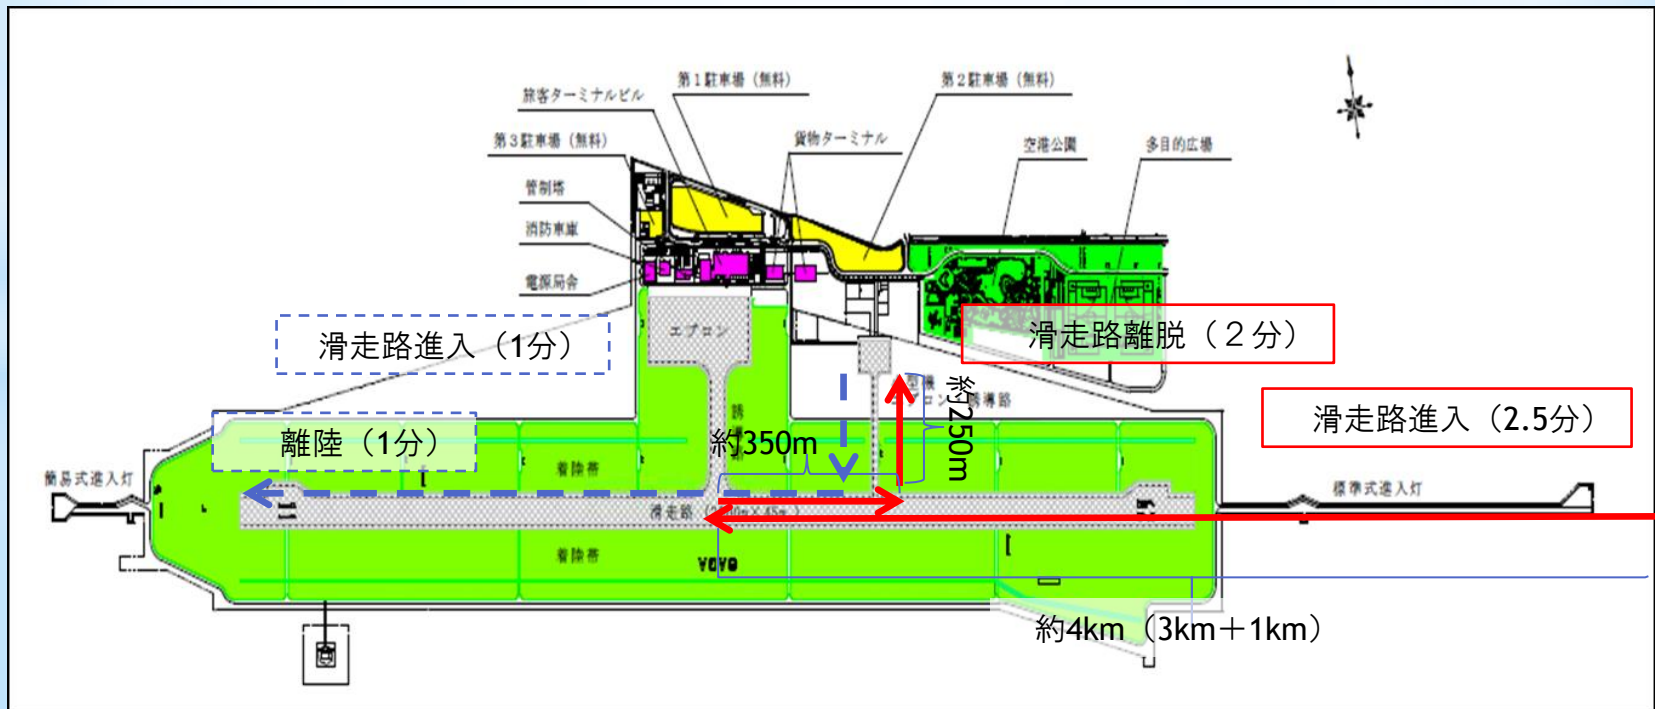 第1駐車場（無料）
第2駐車場（無料）
旅客ターミナルビル
第3駐車場（無料）
貨物ターミナル
空港公園
多目的広場
管制塔
消防車庫
電源局舎
エプロン
滑走路進入（1分）
滑走路離脱（２分）
滑走路進入（2.5分）
離陸（1分）
約350m
約250m
誘導路
簡易式進入灯
標準式進入灯
着陸帯
滑走路
着陸帯
SAGA
約4km（3km＋1km）